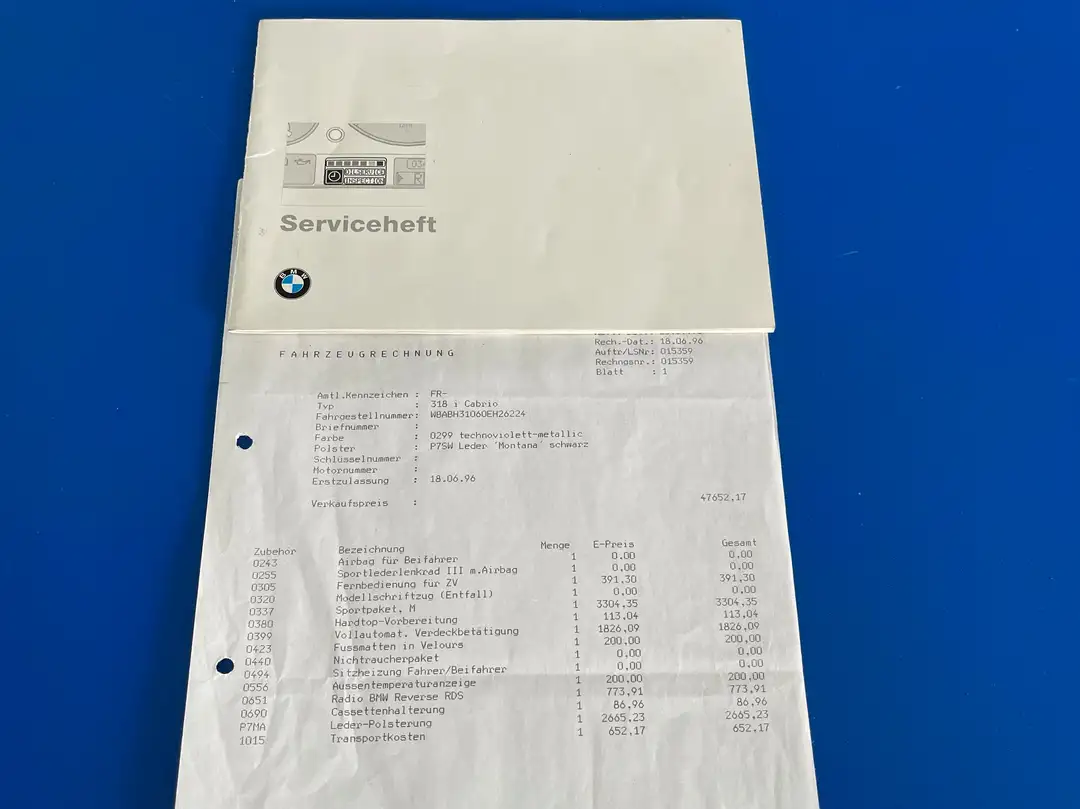 OILSERVICE
INSPECTION
Serviceheft
BMW
Rech.-Dat.: 18.06.96
Auftr/LSNr: 015359
Rechngsnr.: 015359
Blatt : 1
FAHRZEUGRECHNUNG
Amtl.Kennzeichen : FR-
Typ : 318 i Cabrio
Fahrgestellnummer: WBABH31060EH26224
Briefnummer :
Farbe : 0299 technoviolett-metallic
Polster : P7SW Leder 'Montana' schwarz
Schlüsselnummer :
Motornummer :
Erstzulassung : 18.06.96
Verkaufspreis : 47652,17
Zubehör Bezeichnung Menge E-Preis Gesamt
0243 Airbag für Beifahrer 1 0.00 0.00
0255 Sportlederlenkrad III m.Airbag 1 0.00 0.00
0305 Fernbedienung für ZV 1 391,30 391,30
0320 Modellschriftzug (Entfall) 1 0.00 0.00
0337 Sportpaket, M 1 3304,35 3304,35
0380 Hardtop-Vorbereitung 1 113,04 113,04
0399 Vollautomat. Verdeckbetätigung 1 1826,09 1826,09
0423 Fussmatten in Velours 1 200,00 200,00
0440 Nichtraucherpaket 1 0.00 0.00
0494 Sitzheizung Fahrer/Beifahrer 1 0.00 0.00
0556 Aussentemperaturanzeige 1 200,00 200,00
0651 Radio BMW Reverse RDS 1 773,91 773,91
0690 Cassettenhalterung 1 86,96 86,96
P7MA Leder-Polsterung 1 2665,23 2665,23
1015 Transportkosten 1 652,17 652,17